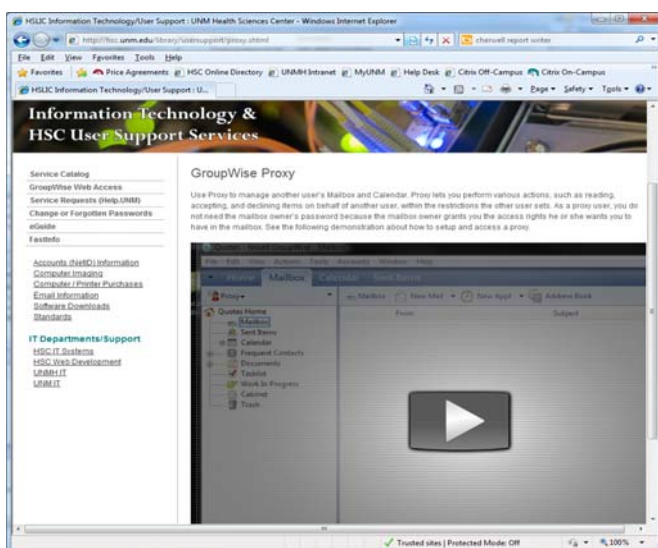 HSLIC Information Technology/User Support : UNM Health Sciences Center - Windows Internet Explorer
http://hsc.unm.edu/library/usersupport/proxy.shtml
cherwell report writer
File Edit View Favorites Tools Help
Favorites Price Agreements HSC Online Directory UNMH Intranet MyUNM Help Desk Citrix Off-Campus Citrix On-Campus
HSLIC Information Technology/User Support : U...
Page Safety Tools
Information Technology &
HSC User Support Services
Service Catalog
GroupWise Web Access
Service Requests (Help.UNM)
Change or Forgotten Passwords
eGuide
FastInfo
Accounts (NetID) Information
Computer Imaging
Computer / Printer Purchases
Email Information
Software Downloads
Standards
IT Departments/Support
HSC IT Systems
HSC Web Development
UNMH IT
UNM IT
GroupWise Proxy
Use Proxy to manage another user's Mailbox and Calendar. Proxy lets you perform various actions, such as reading,
accepting, and declining items on behalf of another user, within the restrictions the other user sets. As a proxy user, you do
not need the mailbox owner's password because the mailbox owner grants you the access rights he or she wants you to
have in the mailbox. See the following demonstration about how to setup and access a proxy.
File Edit View Actions Tools Accounts Window Help
Home Mailbox Calendar Sent Items
Proxy
Mailbox New Mail New Appt Address Book
Quotes Home
Mailbox
Sent Items
Calendar
Frequent Contacts
Documents
Tasklist
Work In Progress
Cabinet
Trash
From Subject
Trusted sites | Protected Mode: Off
100%